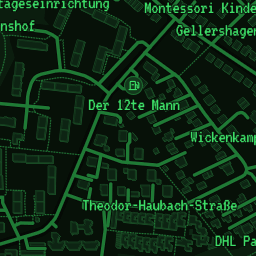 tageseinrichtung
Montessori Kinde
nshof
Gellershagen
Der 12te Mann
Wickenkamp
Theodor-Haubach-Straße
DHL Pa